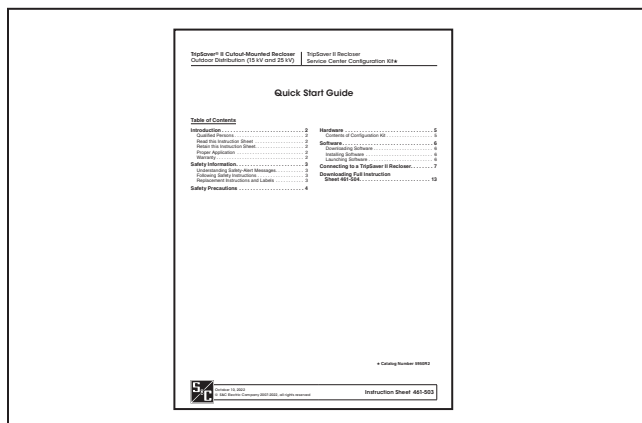 TripSaver® II Cutout-Mounted Recloser
Outdoor Distribution (15 kV and 25 kV)
TripSaver II Recloser
Service Center Configuration Kit★
Quick Start Guide
Table of Contents
Introduction . . . . . . . . . . . . . . . . . . . . . . . . 2
Qualified Persons . . . . . . . . . . . . . . . . . . . . 2
Read this Instruction Sheet . . . . . . . . . . . . . . . . 2
Retain this Instruction Sheet . . . . . . . . . . . . . . . 2
Proper Application . . . . . . . . . . . . . . . . . . . . 2
Warranty . . . . . . . . . . . . . . . . . . . . . . . . 2
Safety Information . . . . . . . . . . . . . . . . . . . . 3
Understanding Safety-Alert Messages . . . . . . . . . . . 3
Following Safety Instructions . . . . . . . . . . . . . . . 3
Replacement Instructions and Labels . . . . . . . . . . . 3
Safety Precautions . . . . . . . . . . . . . . . . . . . . 4
Hardware . . . . . . . . . . . . . . . . . . . . . . . . 5
Contents of Configuration Kit . . . . . . . . . . . . . . . 5
Software . . . . . . . . . . . . . . . . . . . . . . . . 6
Downloading Software . . . . . . . . . . . . . . . . . . 6
Installing Software . . . . . . . . . . . . . . . . . . . . 6
Launching Software . . . . . . . . . . . . . . . . . . . 6
Connecting to a TripSaver II Recloser . . . . . . . 7
Downloading Full Instruction
Sheet 461-504 . . . . . . . . . . . . . . . . . . . . . 13
★ Catalog Number 5950R2
S&C
October 10, 2022
© S&C Electric Company 2007-2022, all rights reserved
Instruction Sheet 461-503